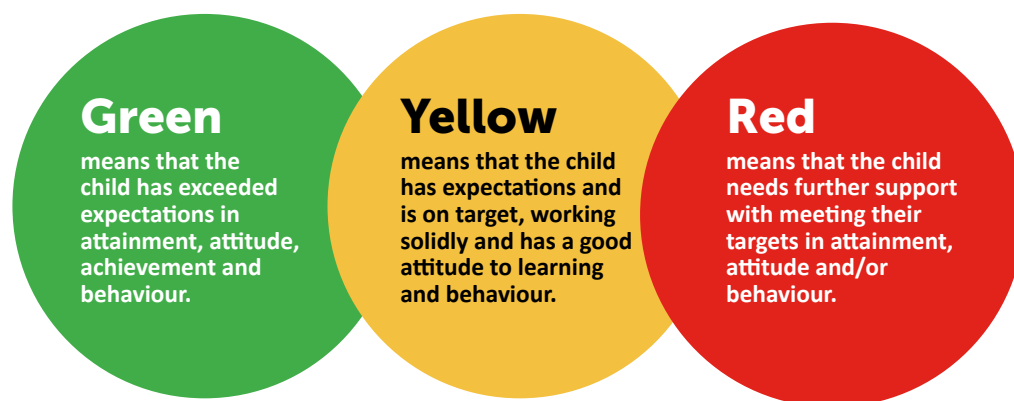 Green
means that the
child has exceeded
expectations in
attainment, attitude,
achievement and
behaviour.
Yellow
means that the child
has expectations and
is on target, working
solidly and has a good
attitude to learning
and behaviour.
Red
means that the child
needs further support
with meeting their
targets in attainment,
attitude and/or
behaviour.